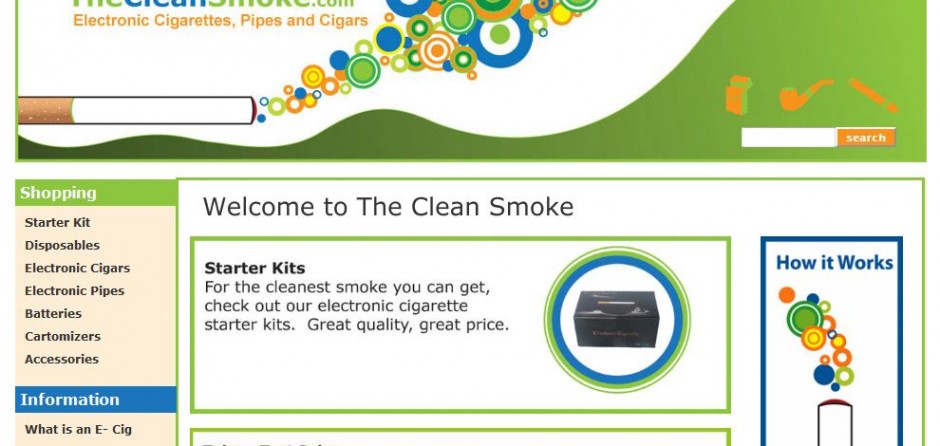 TheCleanSmoke.com
Electronic Cigarettes, Pipes and Cigars
search
Shopping
Starter Kit
Disposables
Electronic Cigars
Electronic Pipes
Batteries
Cartomizers
Accessories
Information
What is an E- Cig
Welcome to The Clean Smoke
Starter Kits
For the cleanest smoke you can get,
check out our electronic cigarette
starter kits. Great quality, great price.
How it Works